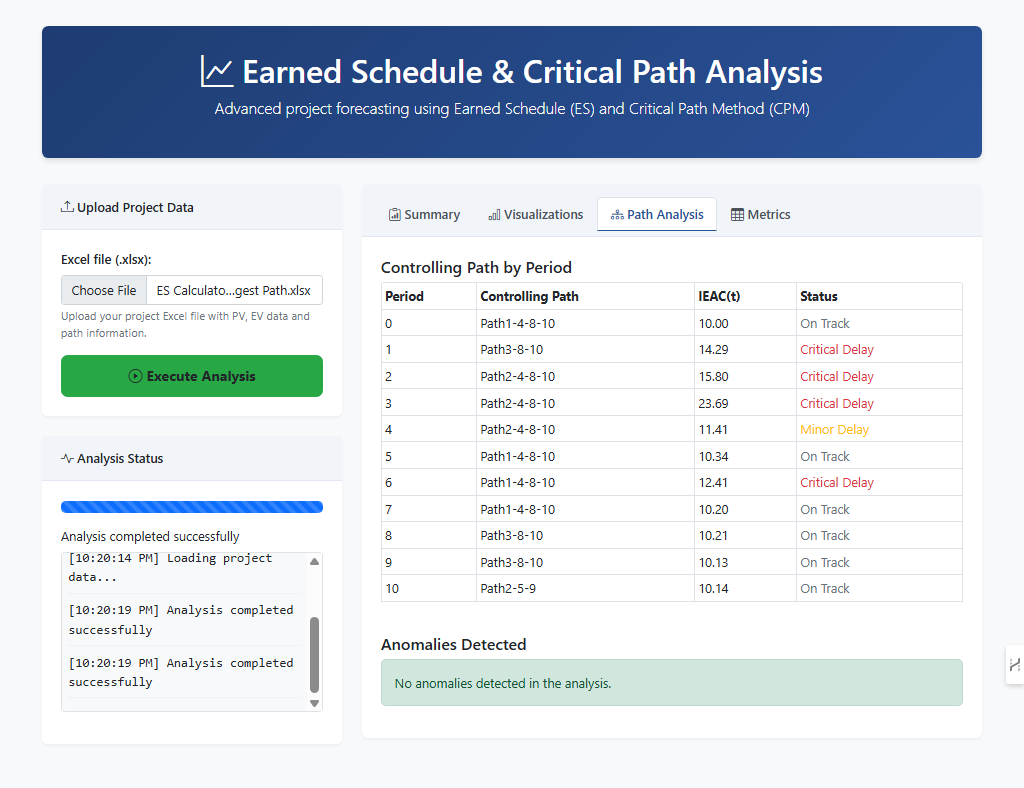 Earned Schedule & Critical Path Analysis
Advanced project forecasting using Earned Schedule (ES) and Critical Path Method (CPM)
Upload Project Data
Excel file (.xlsx):
Choose File ES Calculato...gest Path.xlsx
Upload your project Excel file with PV, EV data and
path information.
Execute Analysis
Analysis Status
Analysis completed successfully
[10:20:14 PM] Loading project
data...
[10:20:19 PM] Analysis completed
successfully
[10:20:19 PM] Analysis completed
successfully
Summary Visualizations Path Analysis Metrics
Controlling Path by Period
Period Controlling Path IEAC(t) Status
0 Path1-4-8-10 10.00 On Track
1 Path3-8-10 14.29 Critical Delay
2 Path2-4-8-10 15.80 Critical Delay
3 Path2-4-8-10 23.69 Critical Delay
4 Path2-4-8-10 11.41 Minor Delay
5 Path1-4-8-10 10.34 On Track
6 Path1-4-8-10 12.41 Critical Delay
7 Path1-4-8-10 10.20 On Track
8 Path3-8-10 10.21 On Track
9 Path3-8-10 10.13 On Track
10 Path2-5-9 10.14 On Track
Anomalies Detected
No anomalies detected in the analysis.